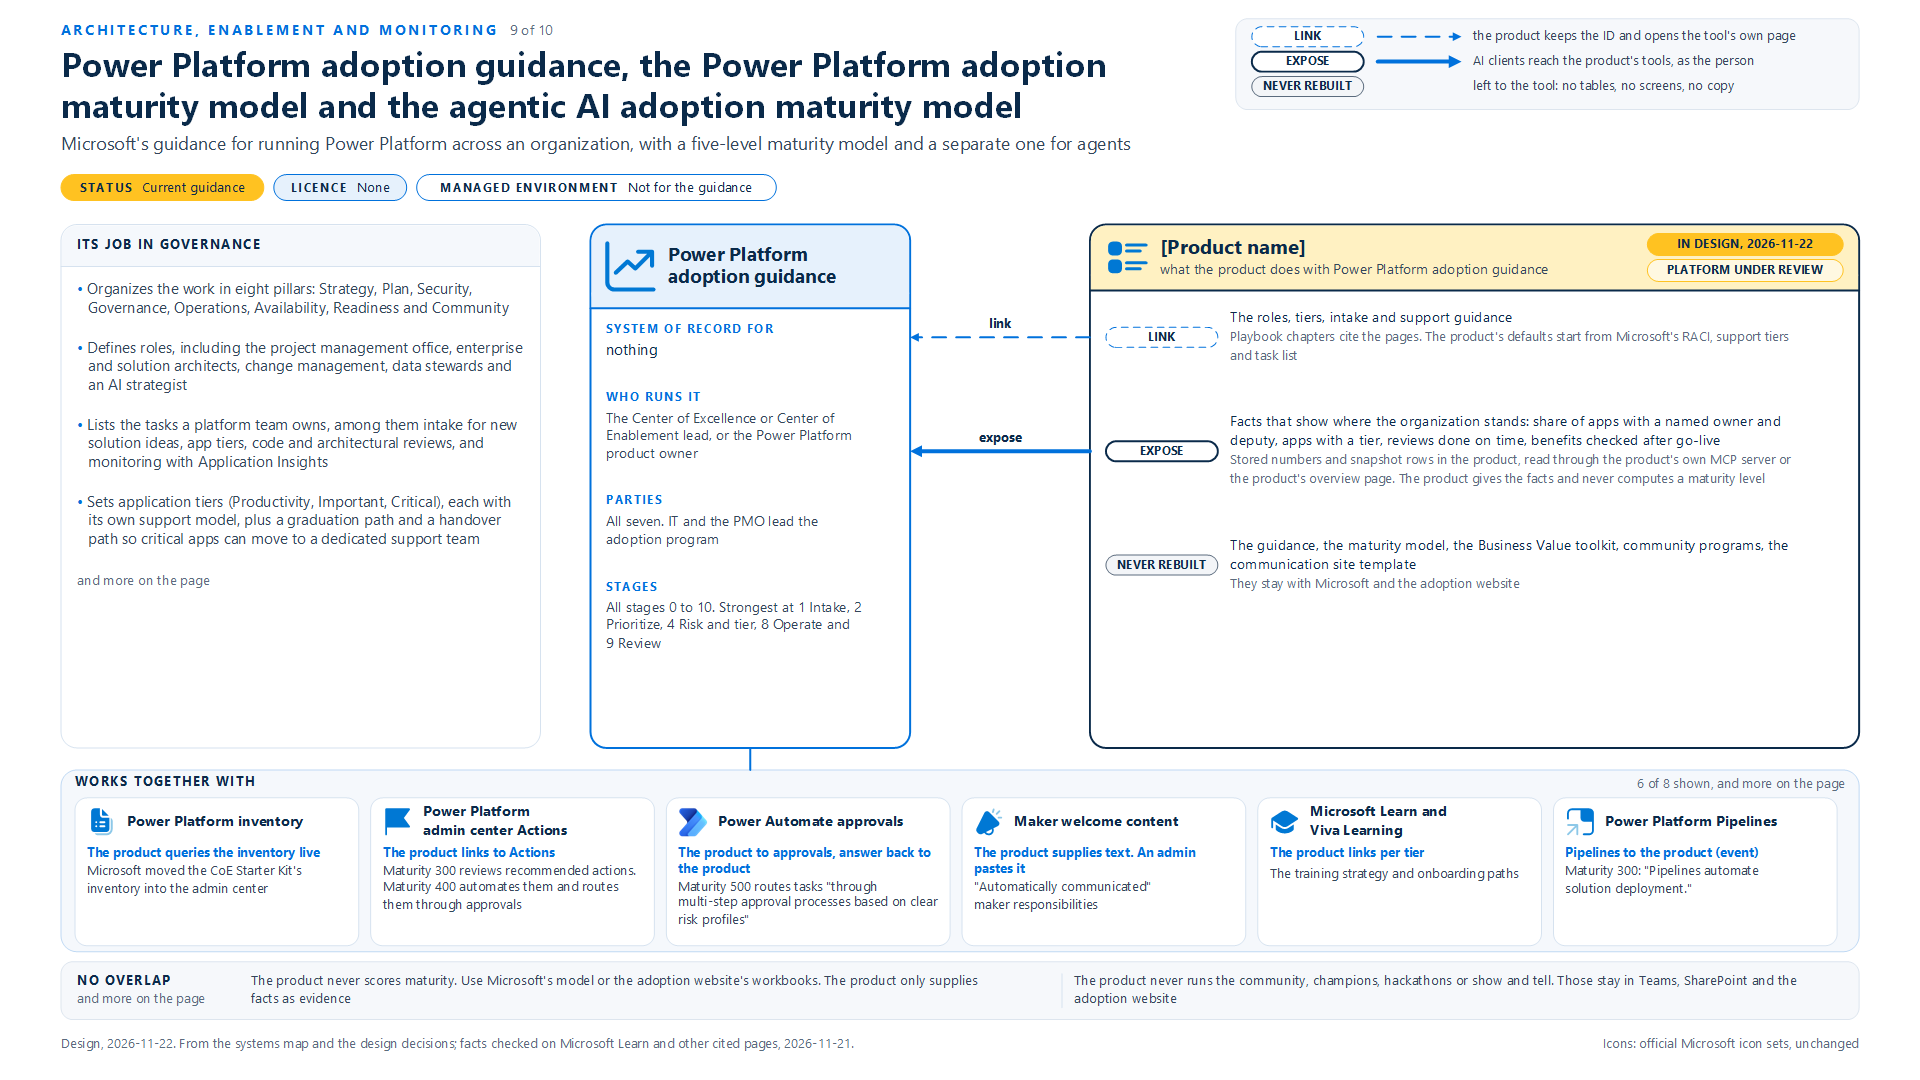 ARCHITECTURE, ENABLEMENT AND MONITORING 9 of 10
Power Platform adoption guidance, the Power Platform adoption
maturity model and the agentic AI adoption maturity model
Microsoft's guidance for running Power Platform across an organization, with a five-level maturity model and a separate one for agents
LINK the product keeps the ID and opens the tool's own page
EXPOSE AI clients reach the product's tools, as the person
NEVER REBUILT left to the tool: no tables, no screens, no copy
STATUS Current guidance
LICENCE None
MANAGED ENVIRONMENT Not for the guidance
ITS JOB IN GOVERNANCE
• Organizes the work in eight pillars: Strategy, Plan, Security,
Governance, Operations, Availability, Readiness and Community
• Defines roles, including the project management office, enterprise
and solution architects, change management, data stewards and
an AI strategist
• Lists the tasks a platform team owns, among them intake for new
solution ideas, app tiers, code and architectural reviews, and
monitoring with Application Insights
• Sets application tiers (Productivity, Important, Critical), each with
its own support model, plus a graduation path and a handover
path so critical apps can move to a dedicated support team
and more on the page
Power Platform
adoption guidance
SYSTEM OF RECORD FOR
nothing
WHO RUNS IT
The Center of Excellence or Center of
Enablement lead, or the Power Platform
product owner
PARTIES
All seven. IT and the PMO lead the
adoption program
STAGES
All stages 0 to 10. Strongest at 1 Intake, 2
Prioritize, 4 Risk and tier, 8 Operate and
9 Review
link
expose
[Product name]
what the product does with Power Platform adoption guidance
IN DESIGN, 2026-11-22
PLATFORM UNDER REVIEW
LINK
The roles, tiers, intake and support guidance
Playbook chapters cite the pages. The product's defaults start from Microsoft's RACI, support tiers
and task list
EXPOSE
Facts that show where the organization stands: share of apps with a named owner and
deputy, apps with a tier, reviews done on time, benefits checked after go-live
Stored numbers and snapshot rows in the product, read through the product's own MCP server or
the product's overview page. The product gives the facts and never computes a maturity level
NEVER REBUILT
The guidance, the maturity model, the Business Value toolkit, community programs, the
communication site template
They stay with Microsoft and the adoption website
WORKS TOGETHER WITH
6 of 8 shown, and more on the page
Power Platform inventory
The product queries the inventory live
Microsoft moved the CoE Starter Kit's
inventory into the admin center
Power Platform
admin center Actions
The product links to Actions
Maturity 300 reviews recommended actions.
Maturity 400 automates them and routes
them through approvals
Power Automate approvals
The product to approvals, answer back to
the product
Maturity 500 routes tasks "through
multi-step approval processes based on clear
risk profiles"
Maker welcome content
The product supplies text. An admin
pastes it
"Automatically communicated"
maker responsibilities
Microsoft Learn and
Viva Learning
The product links per tier
The training strategy and onboarding paths
Power Platform Pipelines
Pipelines to the product (event)
Maturity 300: "Pipelines automate
solution deployment."
NO OVERLAP
and more on the page
The product never scores maturity. Use Microsoft's model or the adoption website's workbooks. The product only supplies
facts as evidence
The product never runs the community, champions, hackathons or show and tell. Those stay in Teams, SharePoint and the
adoption website
Design, 2026-11-22. From the systems map and the design decisions; facts checked on Microsoft Learn and other cited pages, 2026-11-21.
Icons: official Microsoft icon sets, unchanged